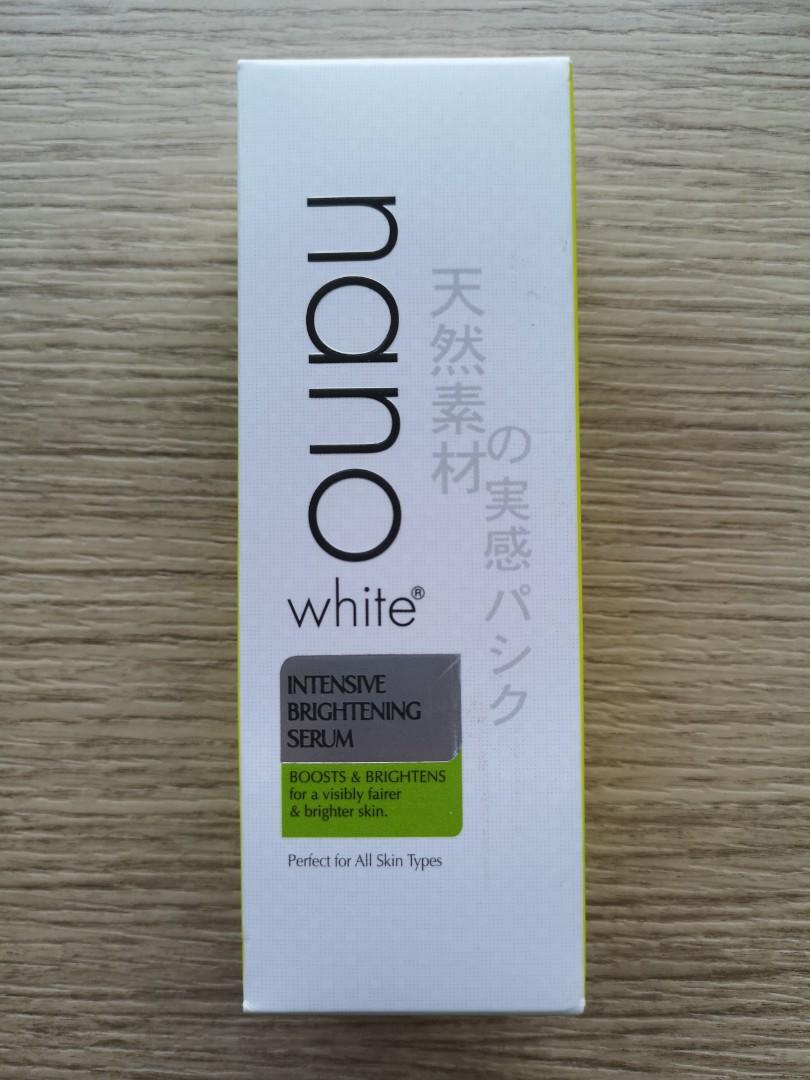 nano
white®
天然素材
の実感パシク
INTENSIVE
BRIGHTENING
SERUM
BOOSTS & BRIGHTENS
for a visibly fairer
& brighter skin.
Perfect for All Skin Types